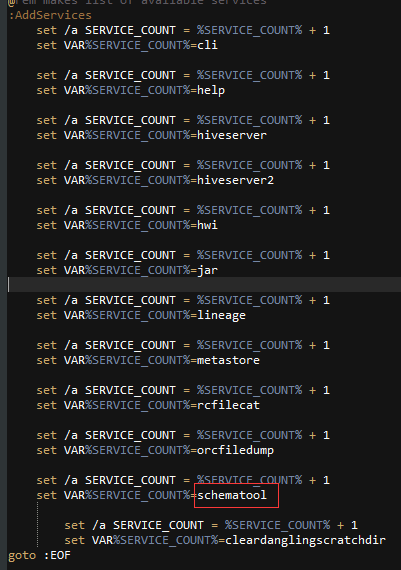 @rem makes list of available services
:AddServices
set /a SERVICE_COUNT = %SERVICE_COUNT% + 1
set VAR%SERVICE_COUNT%=cli
set /a SERVICE_COUNT = %SERVICE_COUNT% + 1
set VAR%SERVICE_COUNT%=help
set /a SERVICE_COUNT = %SERVICE_COUNT% + 1
set VAR%SERVICE_COUNT%=hiveserver
set /a SERVICE_COUNT = %SERVICE_COUNT% + 1
set VAR%SERVICE_COUNT%=hiveserver2
set /a SERVICE_COUNT = %SERVICE_COUNT% + 1
set VAR%SERVICE_COUNT%=hwi
set /a SERVICE_COUNT = %SERVICE_COUNT% + 1
set VAR%SERVICE_COUNT%=jar
set /a SERVICE_COUNT = %SERVICE_COUNT% + 1
set VAR%SERVICE_COUNT%=lineage
set /a SERVICE_COUNT = %SERVICE_COUNT% + 1
set VAR%SERVICE_COUNT%=metastore
set /a SERVICE_COUNT = %SERVICE_COUNT% + 1
set VAR%SERVICE_COUNT%=rcfilecat
set /a SERVICE_COUNT = %SERVICE_COUNT% + 1
set VAR%SERVICE_COUNT%=orcfiledump
set /a SERVICE_COUNT = %SERVICE_COUNT% + 1
set VAR%SERVICE_COUNT%=schematool
set /a SERVICE_COUNT = %SERVICE_COUNT% + 1
set VAR%SERVICE_COUNT%=cleardanglingscratchdir
goto :EOF